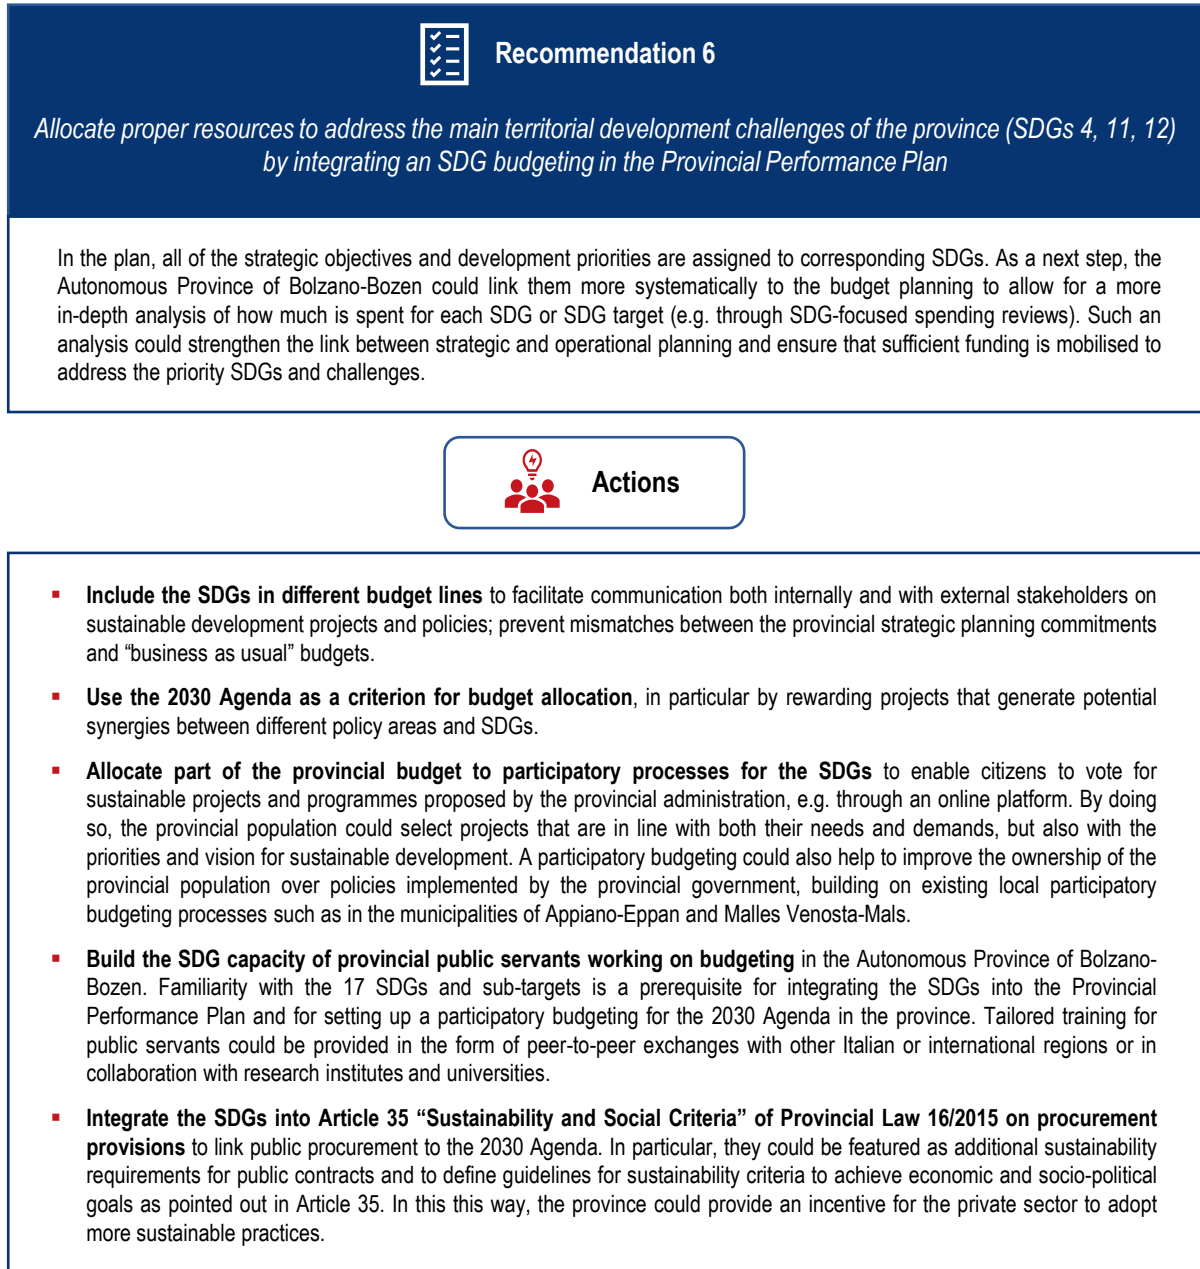 Recommendation 6
Allocate proper resources to address the main territorial development challenges of the province (SDGs 4, 11, 12)
by integrating an SDG budgeting in the Provincial Performance Plan
In the plan, all of the strategic objectives and development priorities are assigned to corresponding SDGs. As a next step, the
Autonomous Province of Bolzano-Bozen could link them more systematically to the budget planning to allow for a more
in-depth analysis of how much is spent for each SDG or SDG target (e.g. through SDG-focused spending reviews). Such an
analysis could strengthen the link between strategic and operational planning and ensure that sufficient funding is mobilised to
address the priority SDGs and challenges.
Actions
▪ Include the SDGs in different budget lines to facilitate communication both internally and with external stakeholders on
sustainable development projects and policies; prevent mismatches between the provincial strategic planning commitments
and “business as usual” budgets.
▪ Use the 2030 Agenda as a criterion for budget allocation, in particular by rewarding projects that generate potential
synergies between different policy areas and SDGs.
▪ Allocate part of the provincial budget to participatory processes for the SDGs to enable citizens to vote for
sustainable projects and programmes proposed by the provincial administration, e.g. through an online platform. By doing
so, the provincial population could select projects that are in line with both their needs and demands, but also with the
priorities and vision for sustainable development. A participatory budgeting could also help to improve the ownership of the
provincial population over policies implemented by the provincial government, building on existing local participatory
budgeting processes such as in the municipalities of Appiano-Eppan and Malles Venosta-Mals.
▪ Build the SDG capacity of provincial public servants working on budgeting in the Autonomous Province of Bolzano-
Bozen. Familiarity with the 17 SDGs and sub-targets is a prerequisite for integrating the SDGs into the Provincial
Performance Plan and for setting up a participatory budgeting for the 2030 Agenda in the province. Tailored training for
public servants could be provided in the form of peer-to-peer exchanges with other Italian or international regions or in
collaboration with research institutes and universities.
▪ Integrate the SDGs into Article 35 “Sustainability and Social Criteria” of Provincial Law 16/2015 on procurement
provisions to link public procurement to the 2030 Agenda. In particular, they could be featured as additional sustainability
requirements for public contracts and to define guidelines for sustainability criteria to achieve economic and socio-political
goals as pointed out in Article 35. In this this way, the province could provide an incentive for the private sector to adopt
more sustainable practices.